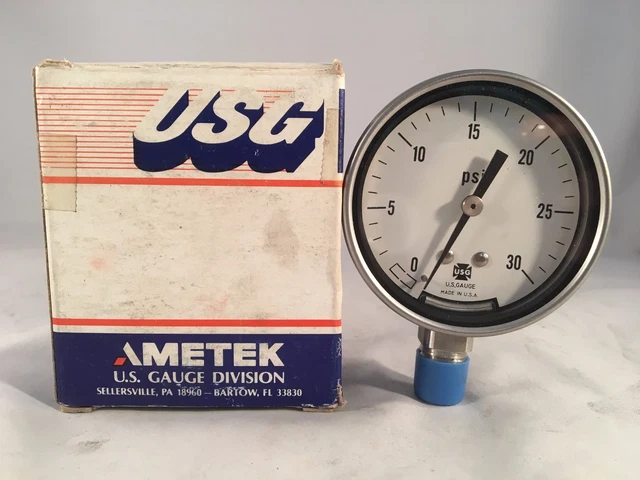 USG
AMETEK
U.S. GAUGE DIVISION
SELLERSVILLE, PA 18960 — BARTOW, FL 33830
15
10
20
psi
5
25
0
30
USG
U.S. GAUGE
MADE IN U.S.A.